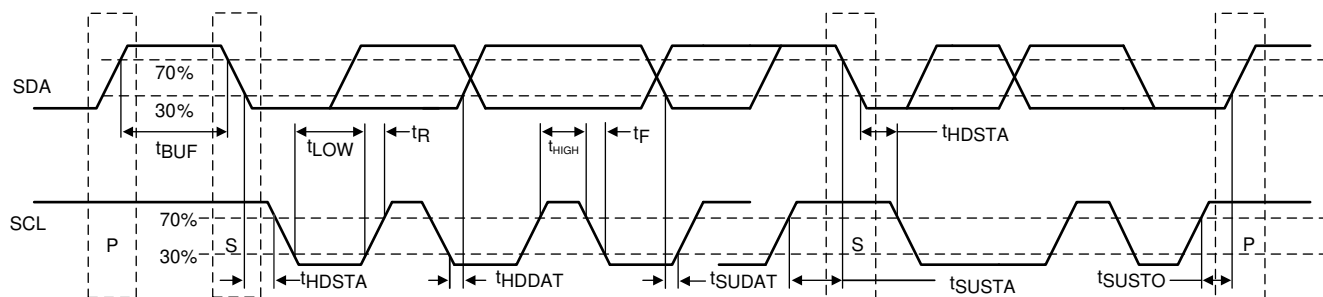 SDA
70%
30%
tBUF
tLOW
tR
tHIGH
tF
tHDSTA
SCL
70%
30%
P
S
S
P
tHDSTA
tHDDAT
tSUDAT
tSUSTA
tSUSTO